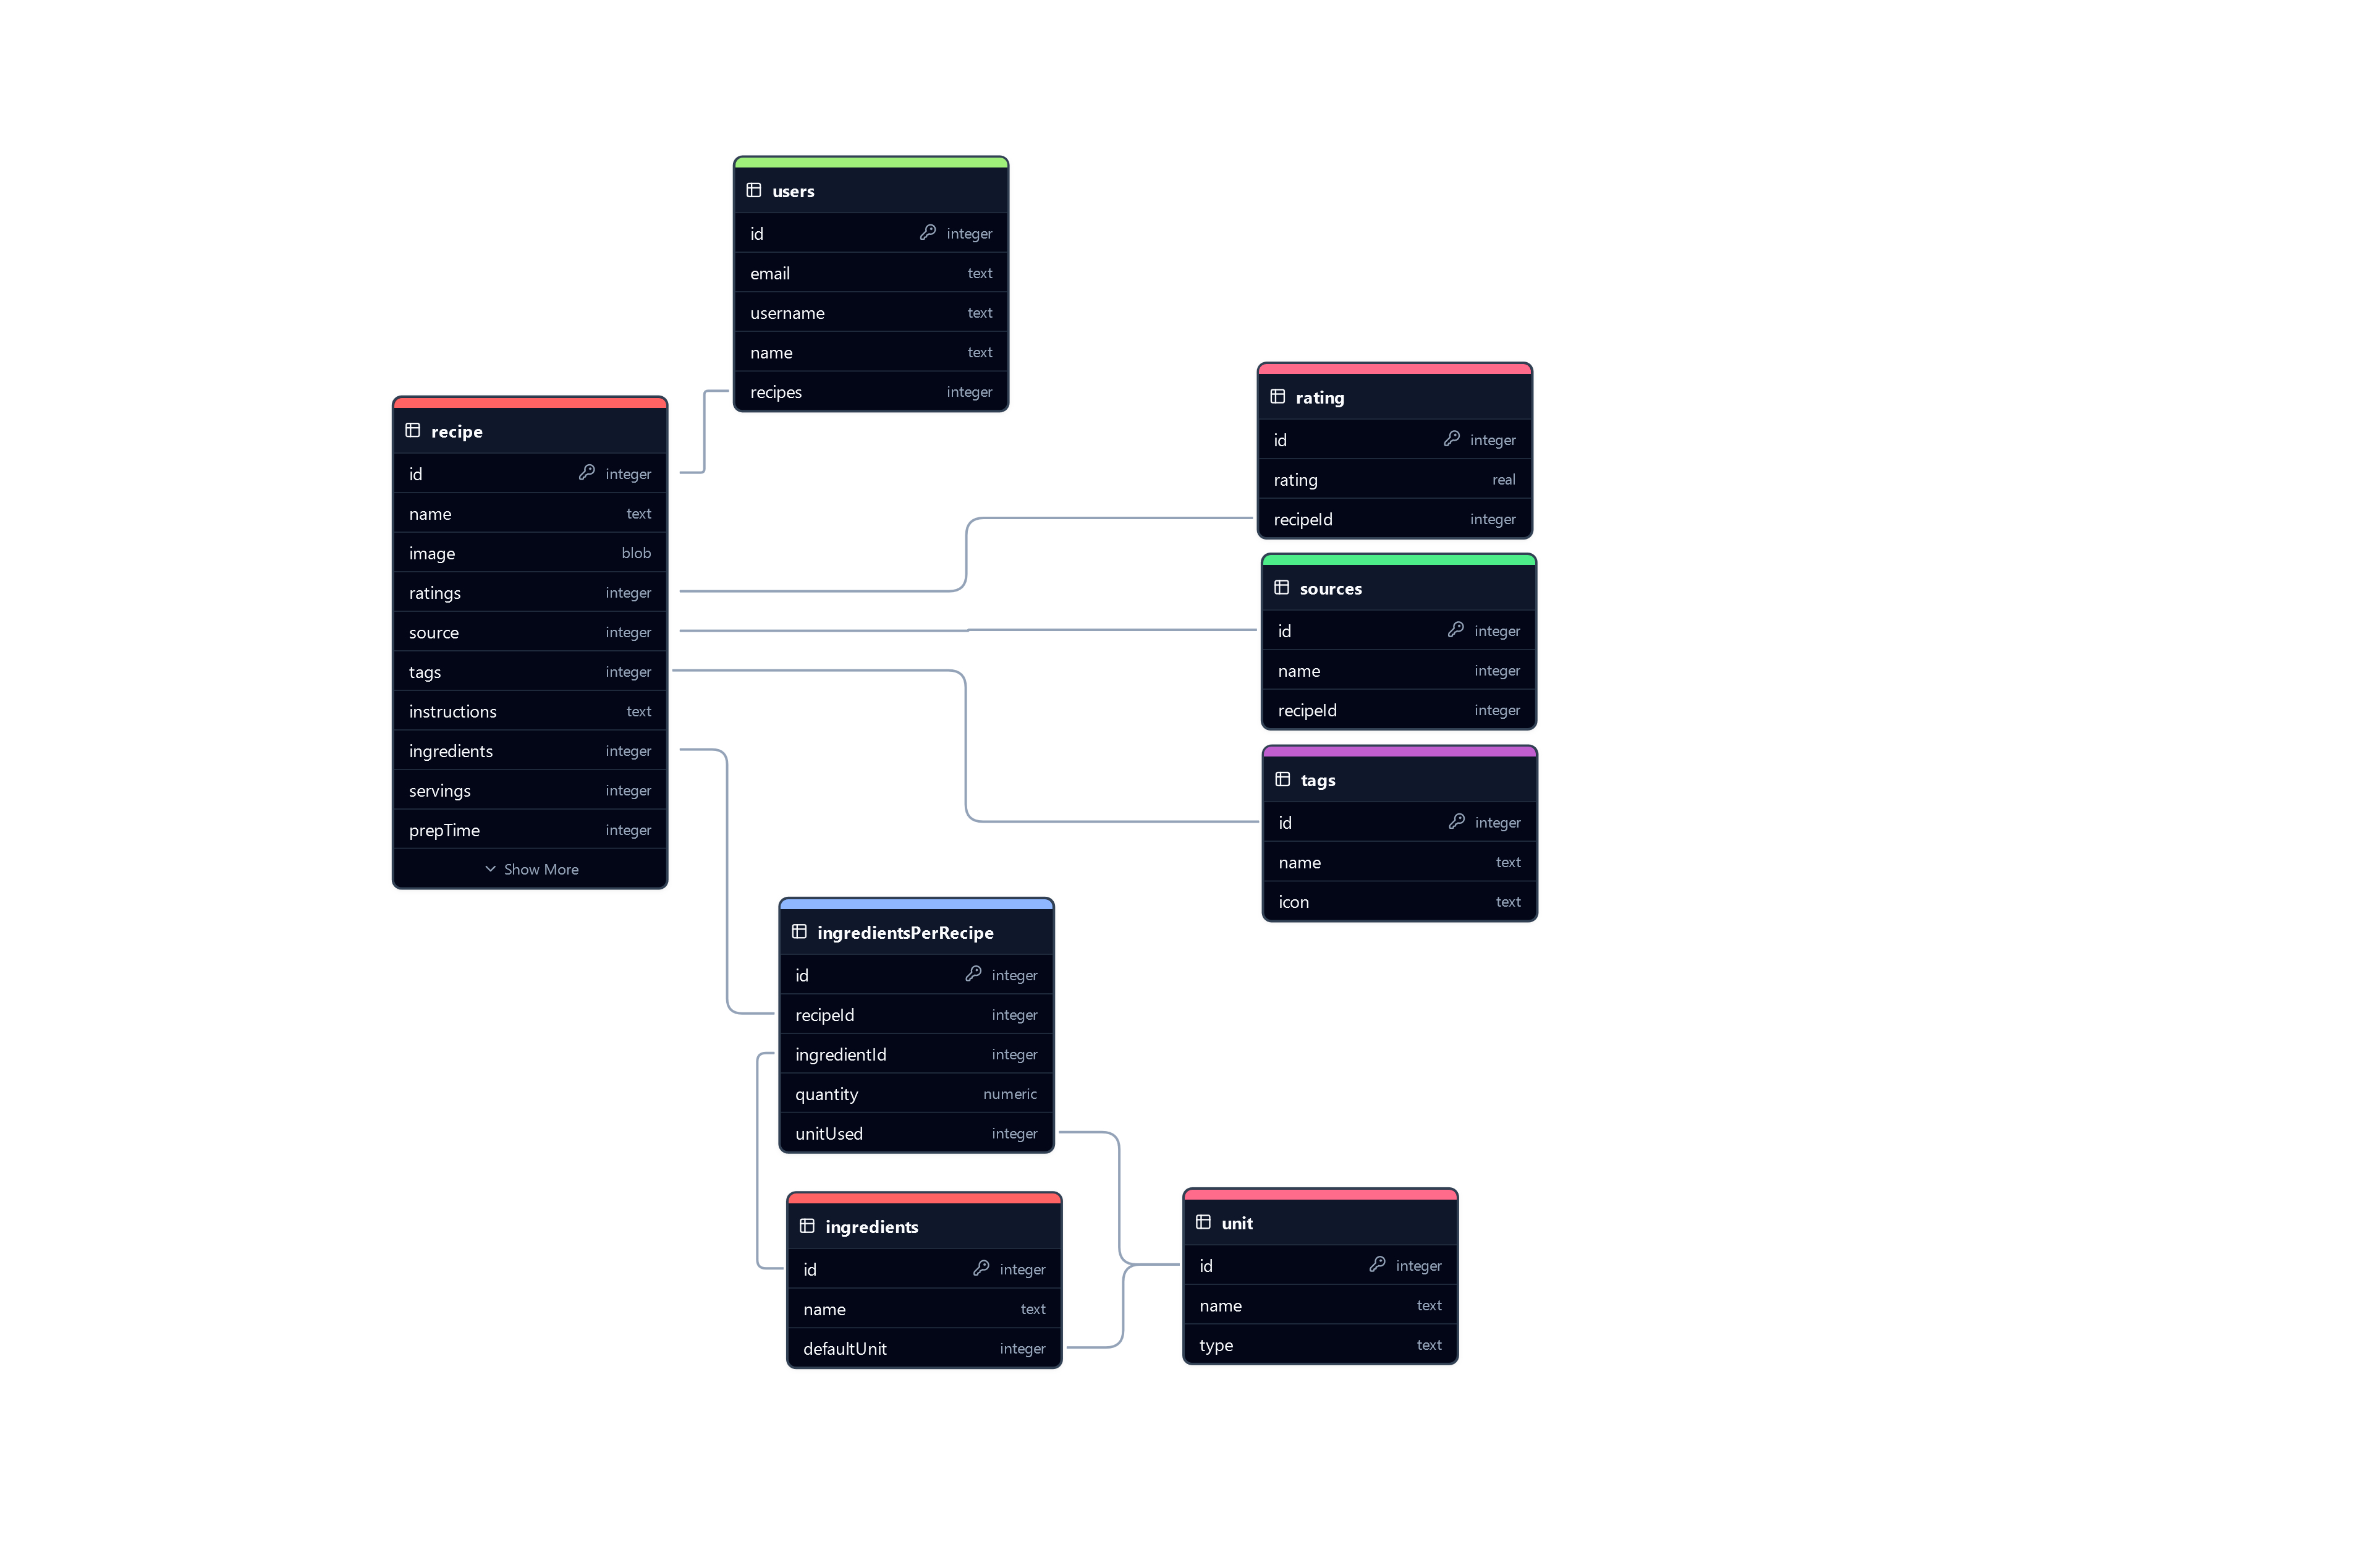 users
id integer
email text
username text
name text
recipes integer
recipe
id integer
name text
image blob
ratings integer
source integer
tags integer
instructions text
ingredients integer
servings integer
prepTime integer
Show More
rating
id integer
rating real
recipeId integer
sources
id integer
name integer
recipeId integer
tags
id integer
name text
icon text
ingredientsPerRecipe
id integer
recipeId integer
ingredientId integer
quantity numeric
unitUsed integer
ingredients
id integer
name text
defaultUnit integer
unit
id integer
name text
type text